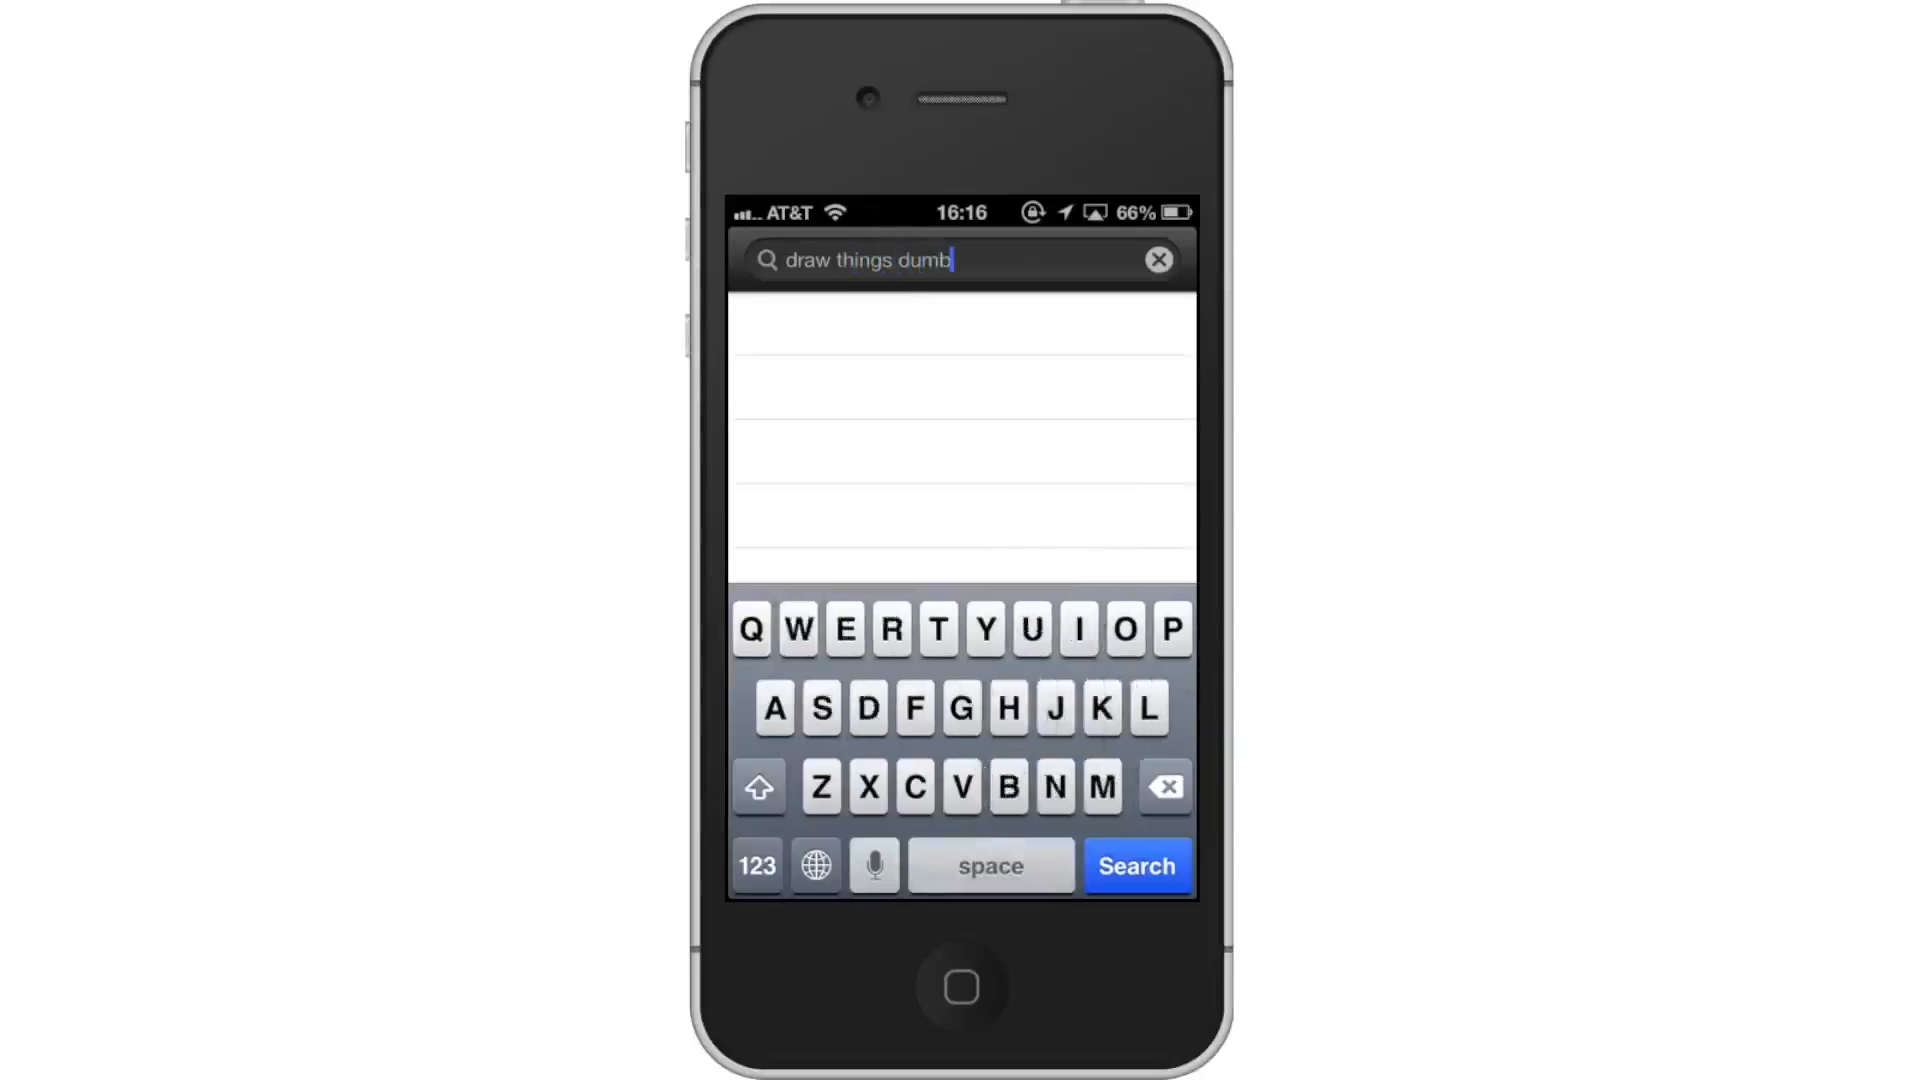 AT&T 16:16 66%
draw things dumb
Q W E R T Y U I O P
A S D F G H J K L
Z X C V B N M
123 space Search